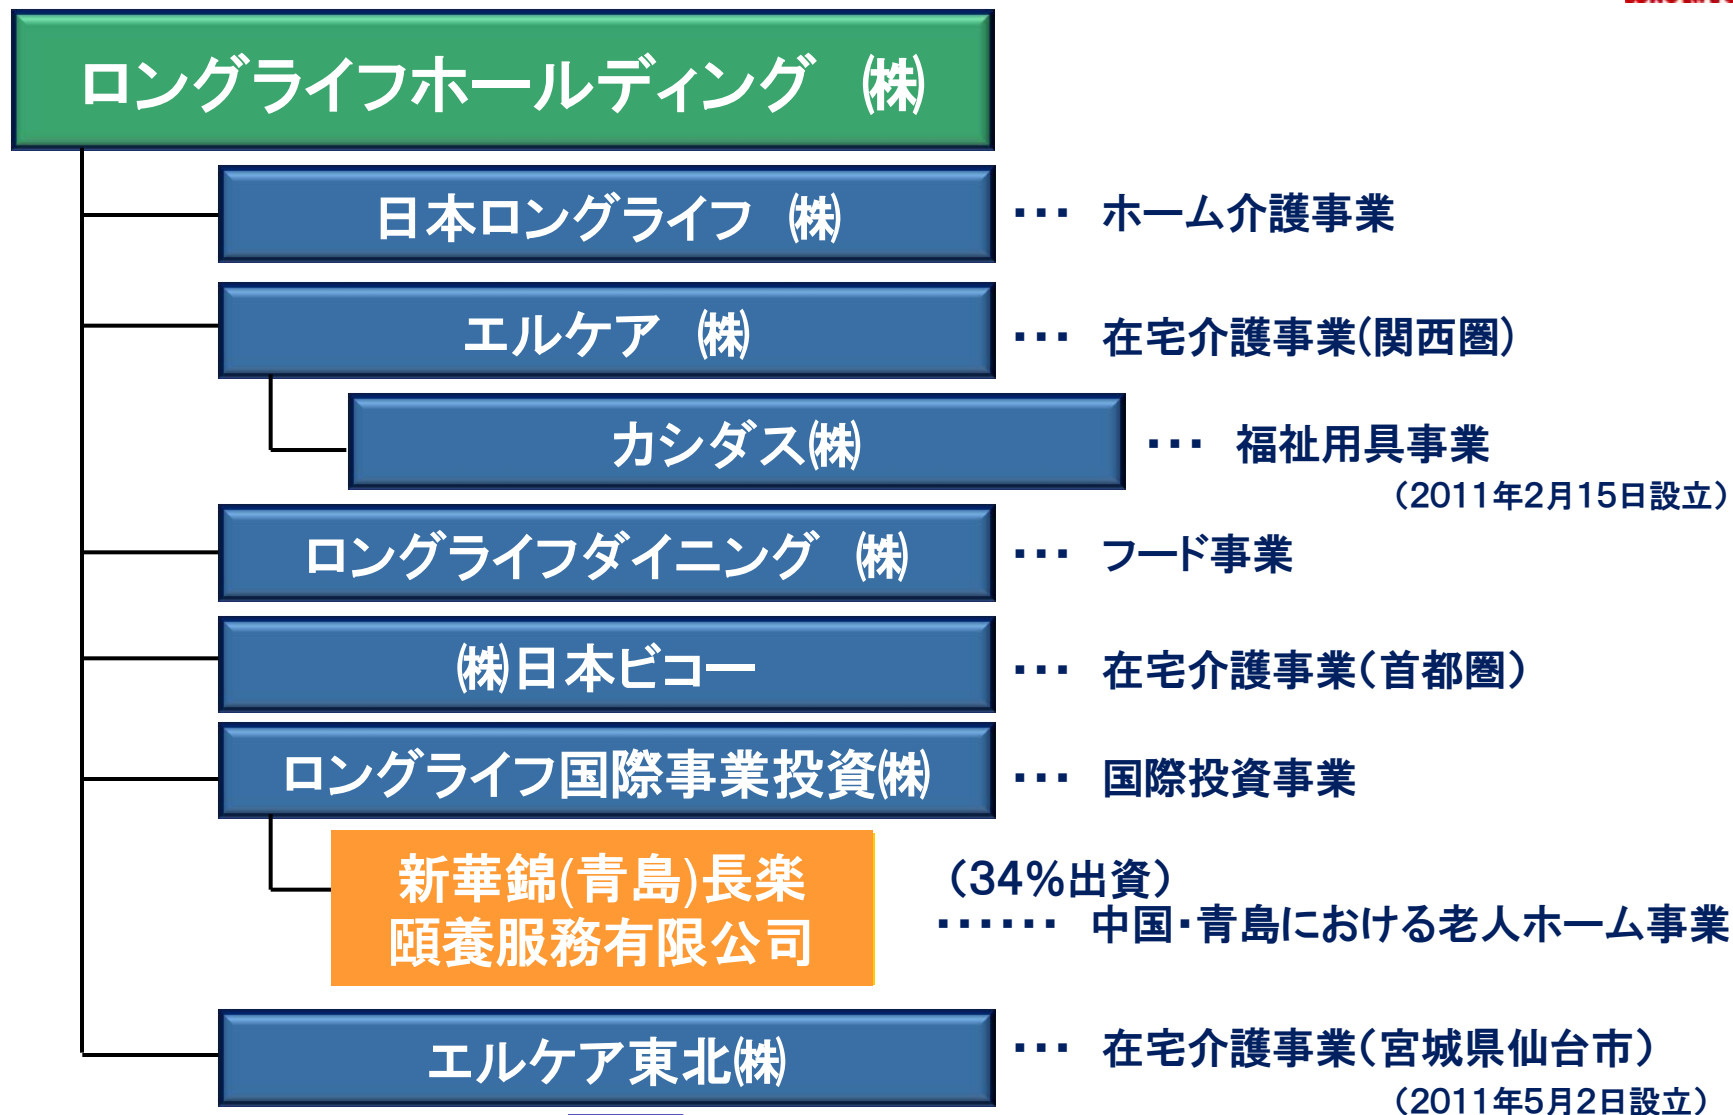 ロングライフホールディング ㈱
日本ロングライフ ㈱ ・・・ ホーム介護事業
エルケア ㈱ ・・・ 在宅介護事業(関西圏)
カシダス㈱ ・・・ 福祉用具事業
（2011年2月15日設立）
ロングライフダイニング ㈱ ・・・ フード事業
㈱日本ビコー ・・・ 在宅介護事業（首都圏）
ロングライフ国際事業投資㈱ ・・・ 国際投資事業
新華錦(青島)長楽
頤養服務有限公司
（34%出資）
・・・・・・ 中国・青島における老人ホーム事業
エルケア東北㈱ ・・・ 在宅介護事業（宮城県仙台市）
（2011年5月2日設立）